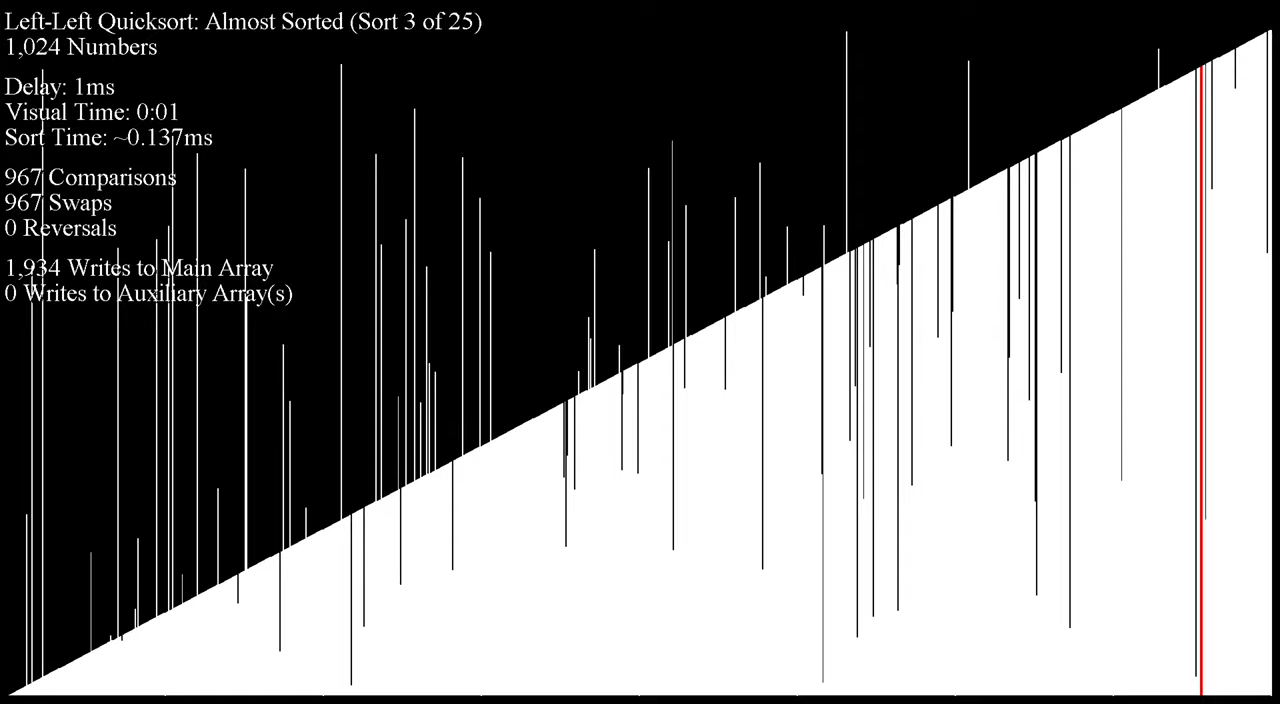 Left-Left Quicksort: Almost Sorted (Sort 3 of 25)
1,024 Numbers
Delay: 1ms
Visual Time: 0:01
Sort Time: ~0.137ms
967 Comparisons
967 Swaps
0 Reversals
1,934 Writes to Main Array
0 Writes to Auxiliary Array(s)